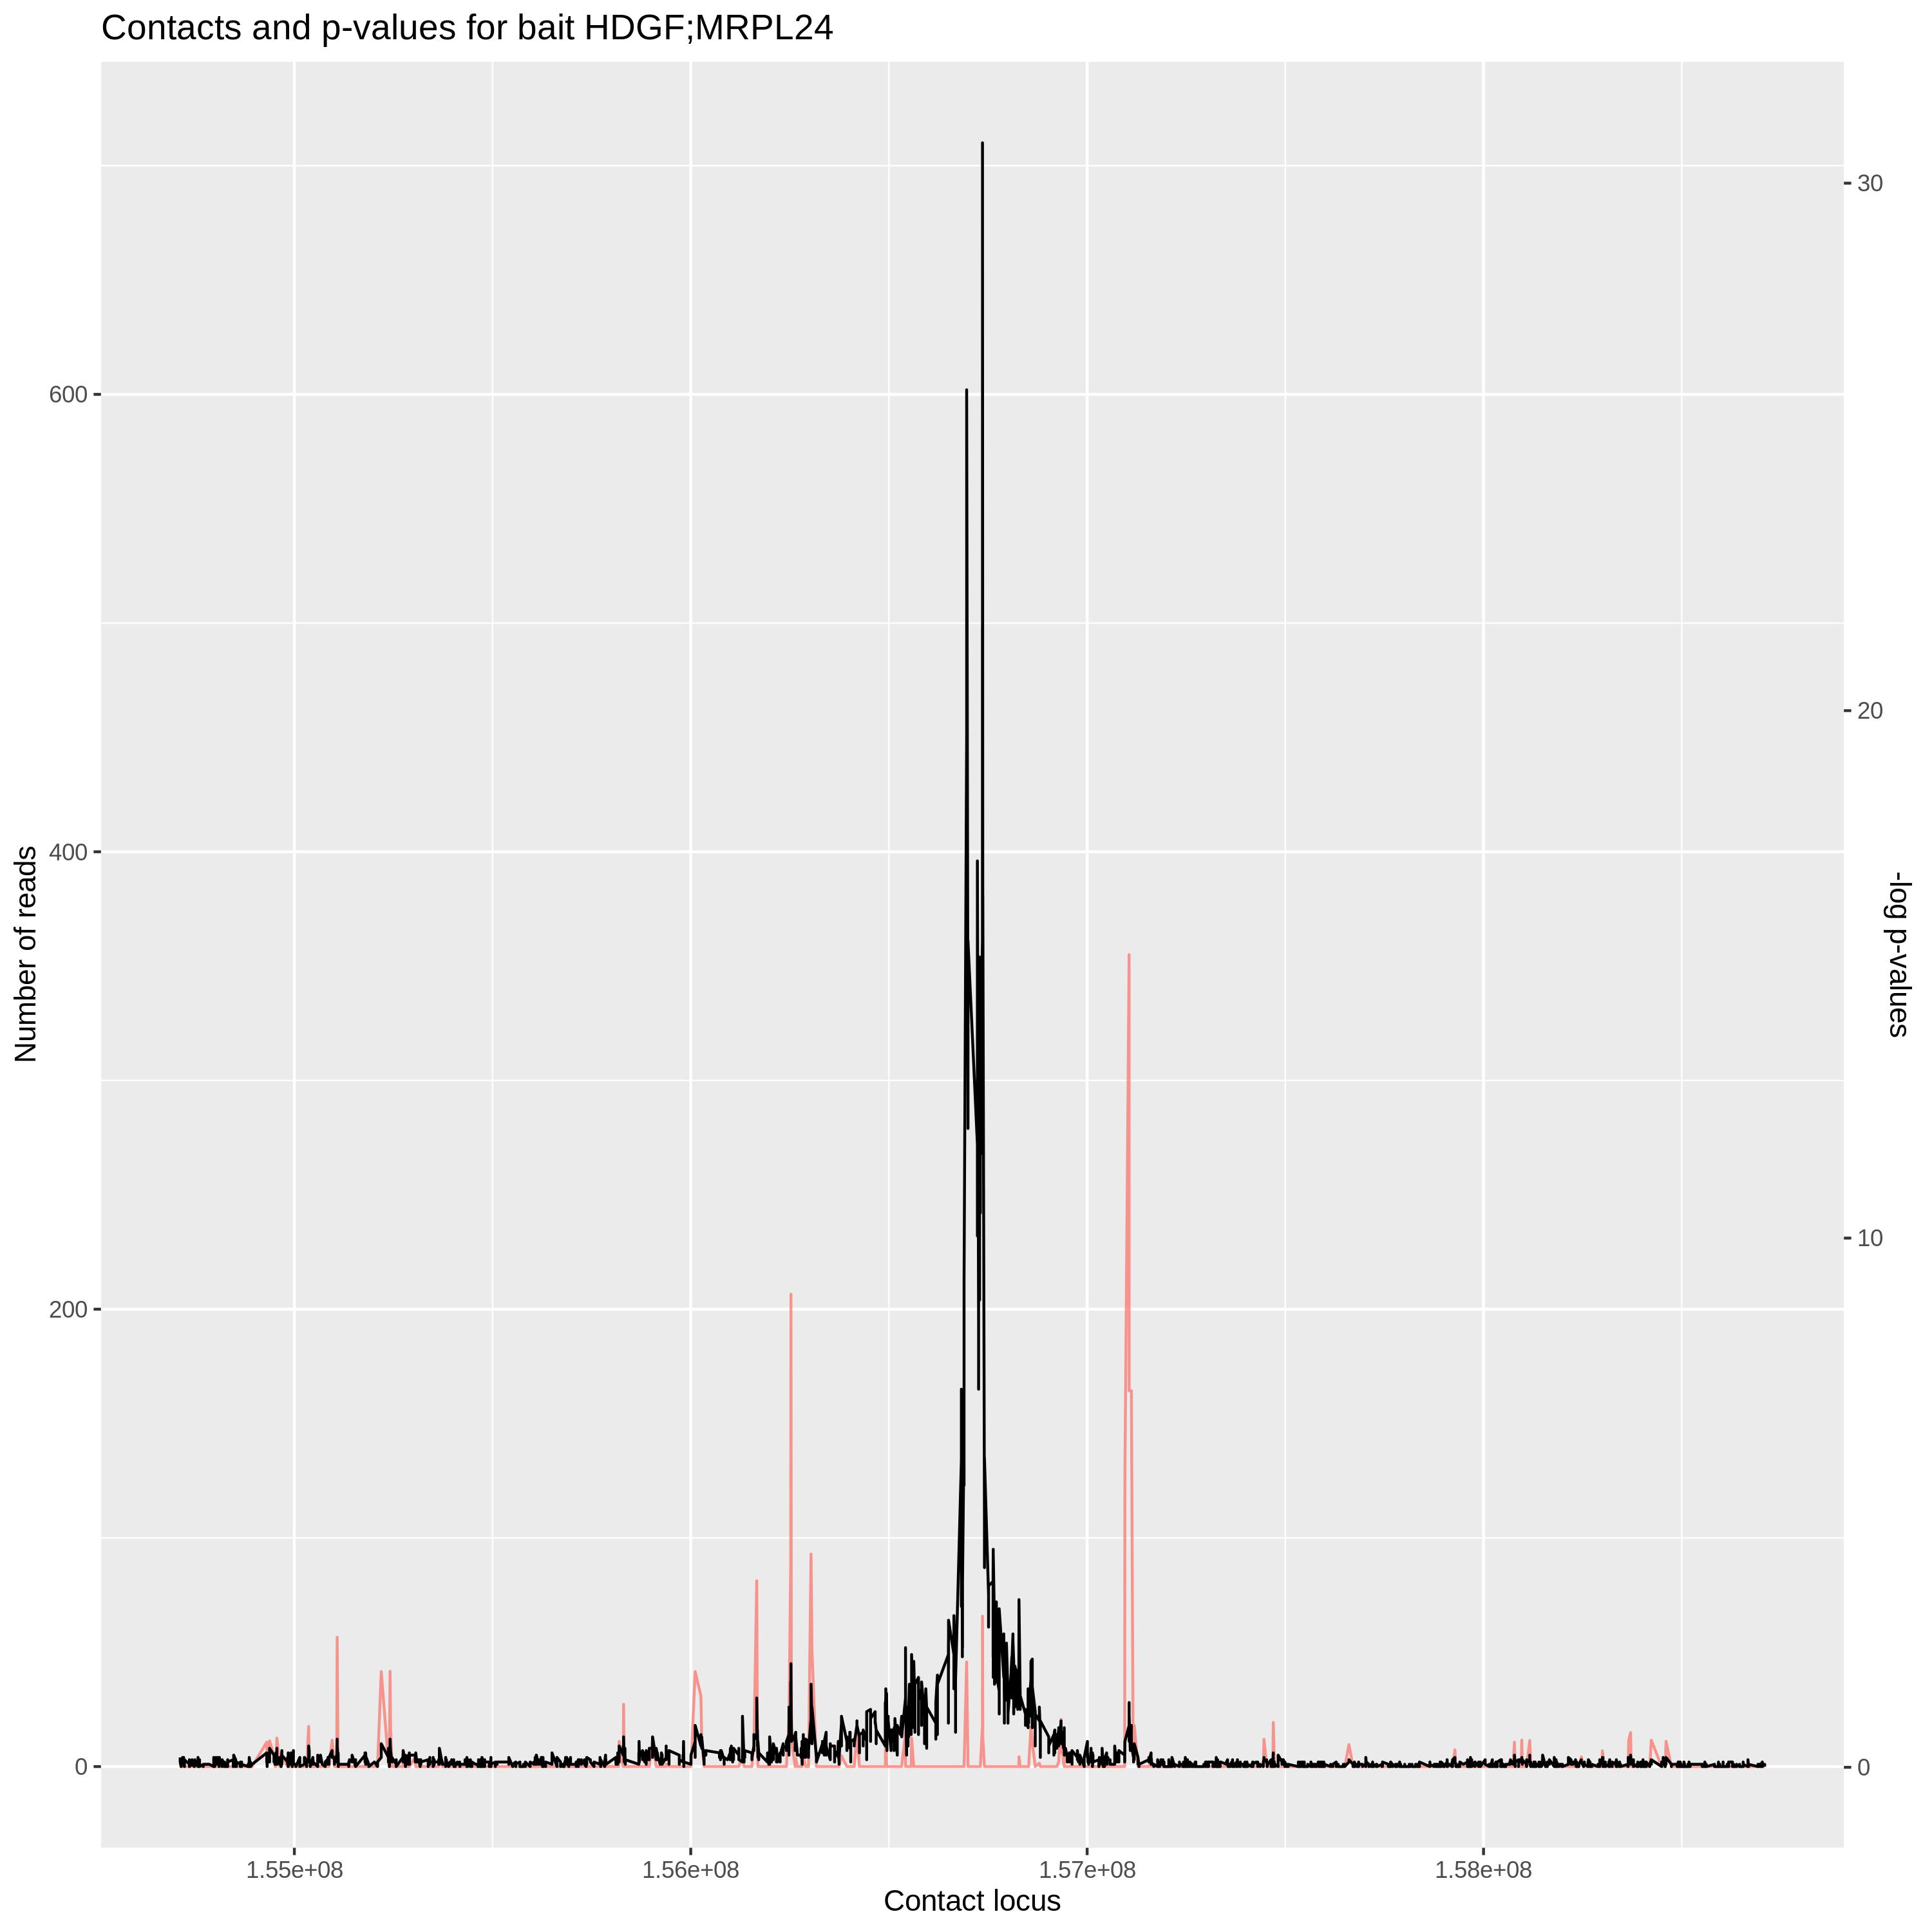 Contacts and p-values for bait HDGF;MRPL24
Number of reads
600
400
200
0
30
20
10
0
-log p-values
1.55e+08
1.56e+08
1.57e+08
1.58e+08
Contact locus